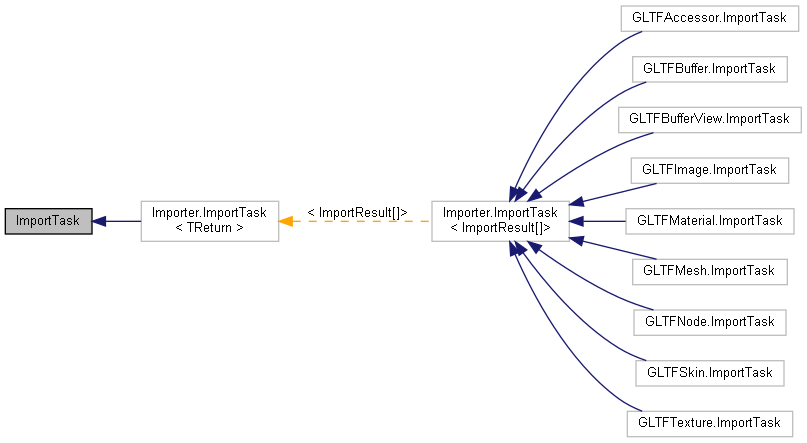 GLTFAccessor.ImportTask
GLTFBuffer.ImportTask
GLTFBufferView.ImportTask
GLTFImage.ImportTask
ImportTask
Importer.ImportTask
< TReturn >
< ImportResult[]>
Importer.ImportTask
< ImportResult[]>
GLTFMaterial.ImportTask
GLTFMesh.ImportTask
GLTFNode.ImportTask
GLTFSkin.ImportTask
GLTFTexture.ImportTask